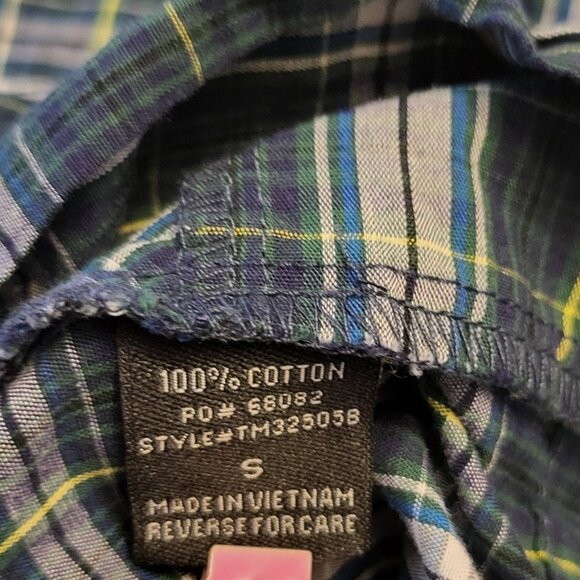 100% COTTON
PO# 68082
STYLE#TM32505B
S
MADE IN VIETNAM
REVERSE FOR CARE